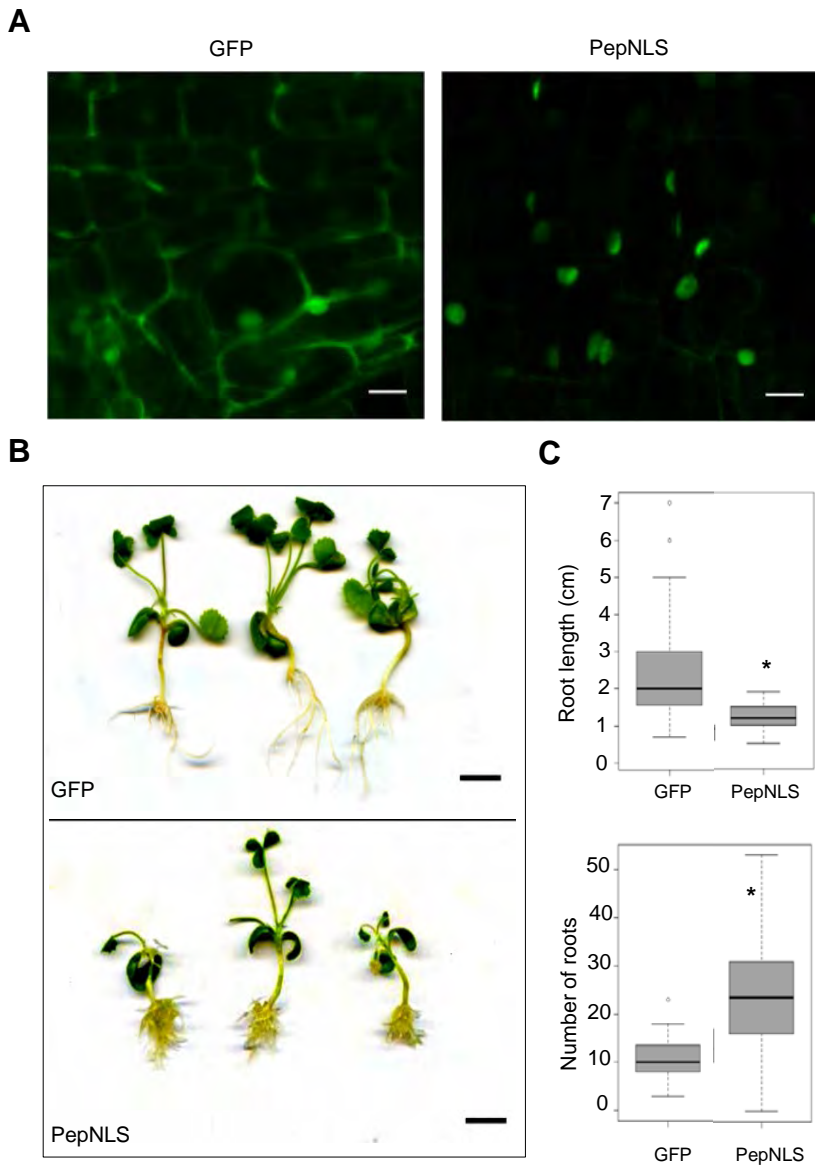 A
GFP
PepNLS
B
GFP
PepNLS
C
Root length (cm)
7
6
5
4
3
2
1
0
GFP
PepNLS
*
Number of roots
50
40
30
20
10
0
GFP
PepNLS
*